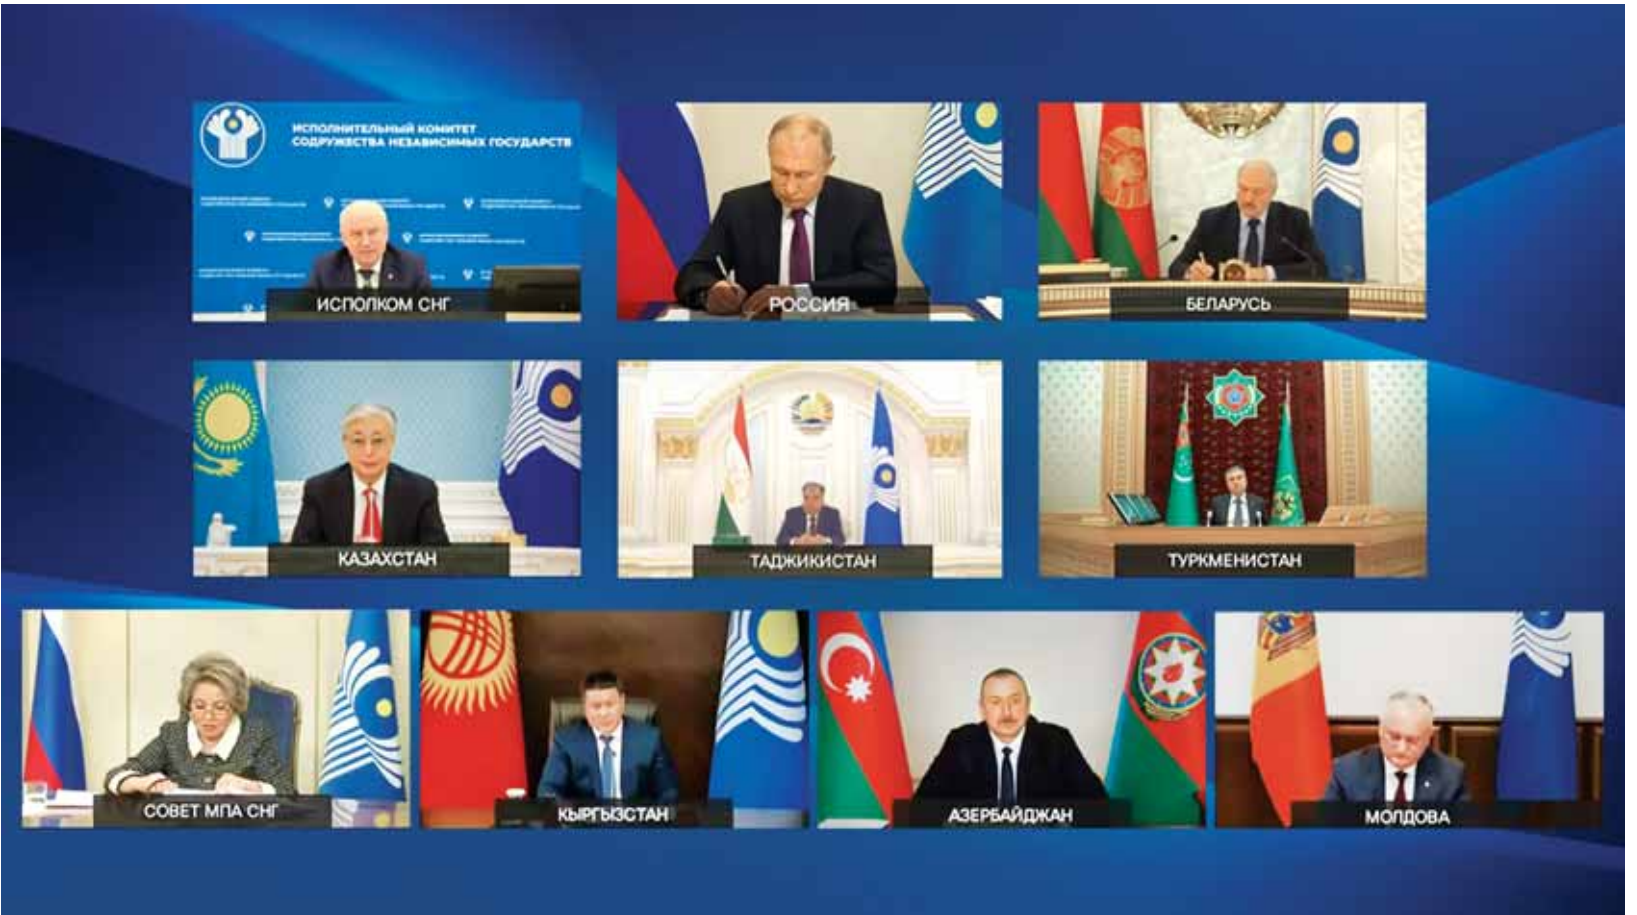 ИСПОЛНИТЕЛЬНЫЙ КОМИТЕТ
СОДРУЖЕСТВА НЕЗАВИСИМЫХ ГОСУДАРСТВ
ИСПОЛКОМ СНГ
РОССИЯ
БЕЛАРУСЬ
КАЗАХСТАН
ТАДЖИКИСТАН
ТУРКМЕНИСТАН
СОВЕТ МПА СНГ
КЫРГЫЗСТАН
АЗЕРБАЙДЖАН
МОЛДОВА